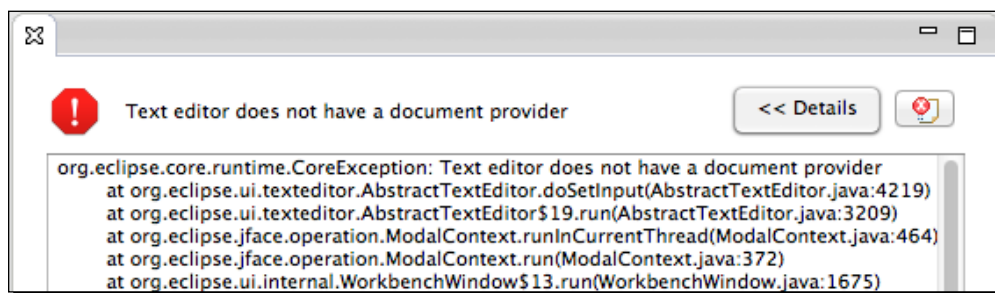 Text editor does not have a document provider
<< Details
org.eclipse.core.runtime.CoreException: Text editor does not have a document provider
at org.eclipse.ui.texteditor.AbstractTextEditor.doSetInput(AbstractTextEditor.java:4219)
at org.eclipse.ui.texteditor.AbstractTextEditor$19.run(AbstractTextEditor.java:3209)
at org.eclipse.jface.operation.ModalContext.runInCurrentThread(ModalContext.java:464)
at org.eclipse.jface.operation.ModalContext.run(ModalContext.java:372)
at org.eclipse.ui.internal.WorkbenchWindow$13.run(WorkbenchWindow.java:1675)